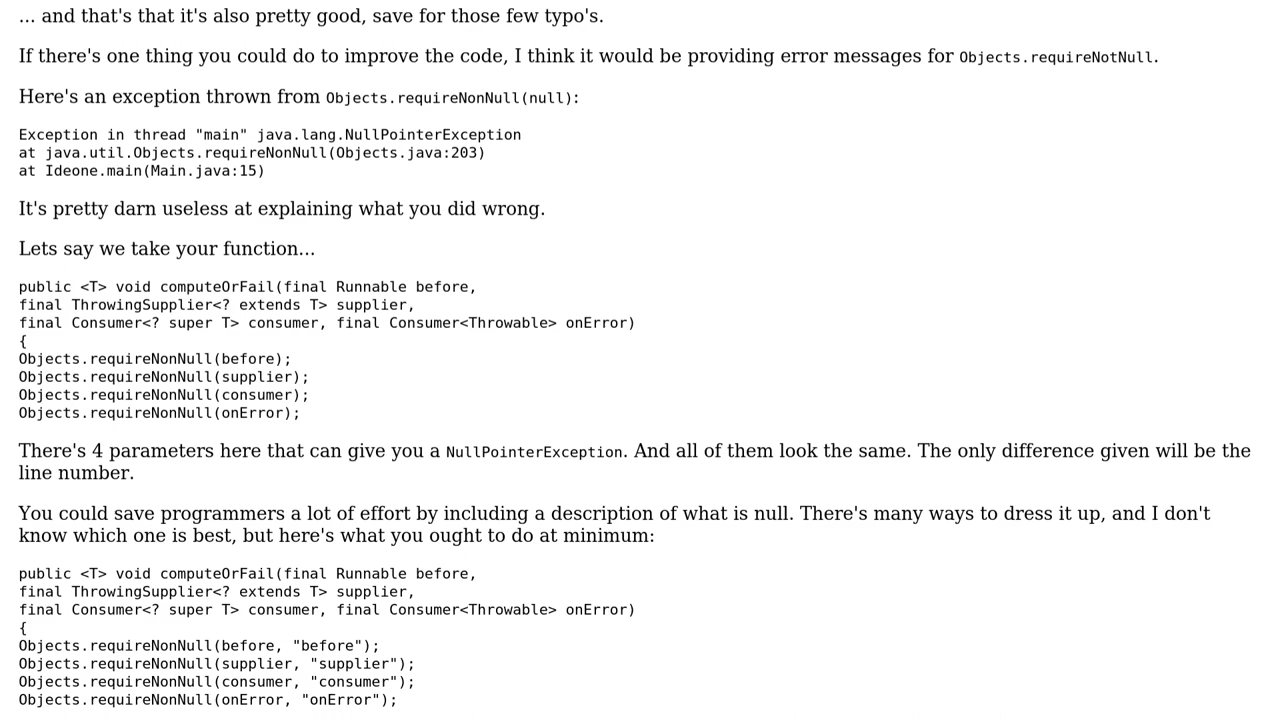 ... and that's that it's also pretty good, save for those few typo's.
If there's one thing you could do to improve the code, I think it would be providing error messages for Objects.requireNotNull.
Here's an exception thrown from Objects.requireNonNull(null):
Exception in thread "main" java.lang.NullPointerException
at java.util.Objects.requireNonNull(Objects.java:203)
at Ideone.main(Main.java:15)
It's pretty darn useless at explaining what you did wrong.
Lets say we take your function...
public <T> void computeOrFail(final Runnable before,
final ThrowingSupplier<? extends T> supplier,
final Consumer<? super T> consumer, final Consumer<Throwable> onError)
{
Objects.requireNonNull(before);
Objects.requireNonNull(supplier);
Objects.requireNonNull(consumer);
Objects.requireNonNull(onError);
There's 4 parameters here that can give you a NullPointerException. And all of them look the same. The only difference given will be the
line number.
You could save programmers a lot of effort by including a description of what is null. There's many ways to dress it up, and I don't
know which one is best, but here's what you ought to do at minimum:
public <T> void computeOrFail(final Runnable before,
final ThrowingSupplier<? extends T> supplier,
final Consumer<? super T> consumer, final Consumer<Throwable> onError)
{
Objects.requireNonNull(before, "before");
Objects.requireNonNull(supplier, "supplier");
Objects.requireNonNull(consumer, "consumer");
Objects.requireNonNull(onError, "onError");